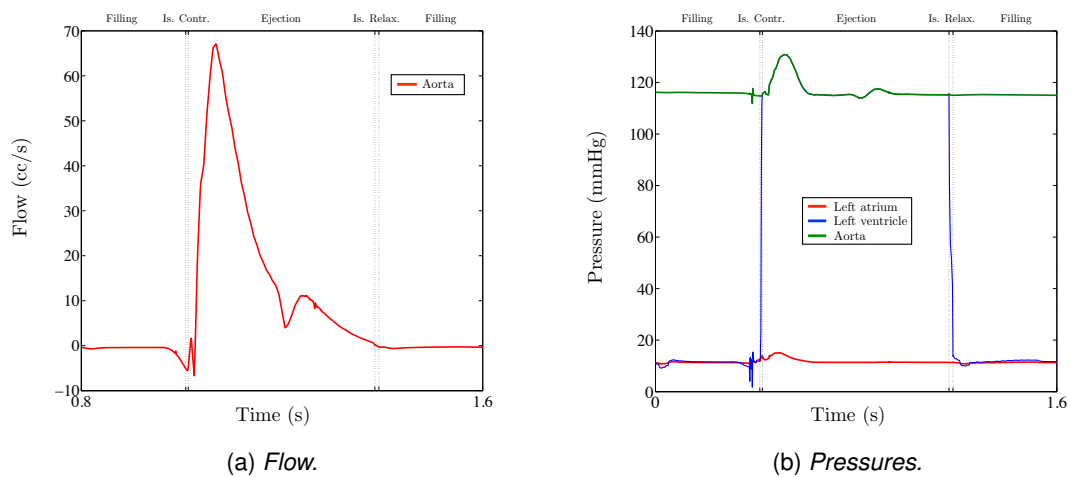 Filling Is. Contr. Ejection Is. Relax. Filling
70
60
50
40
30
20
10
0
−10
Flow (cc/s)
Aorta
0.8 1.6
Time (s)
(a) Flow.
Filling Is. Contr. Ejection Is. Relax. Filling
140
120
100
80
60
40
20
0
Pressure (mmHg)
Left atrium
Left ventricle
Aorta
0 1.6
Time (s)
(b) Pressures.